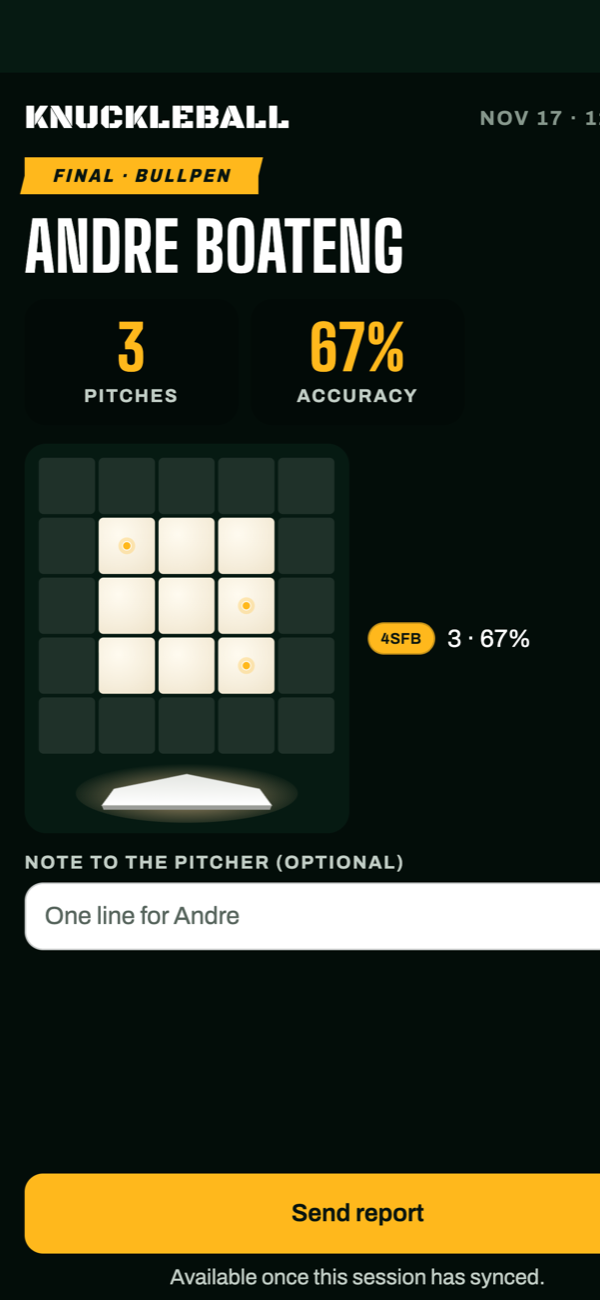 KNUCKLEBALL
NOV 17 ·
FINAL · BULLPEN
ANDRE BOATENG
3
PITCHES
67%
ACCURACY
4SFB 3 · 67%
NOTE TO THE PITCHER (OPTIONAL)
One line for Andre
Send report
Available once this session has synced.